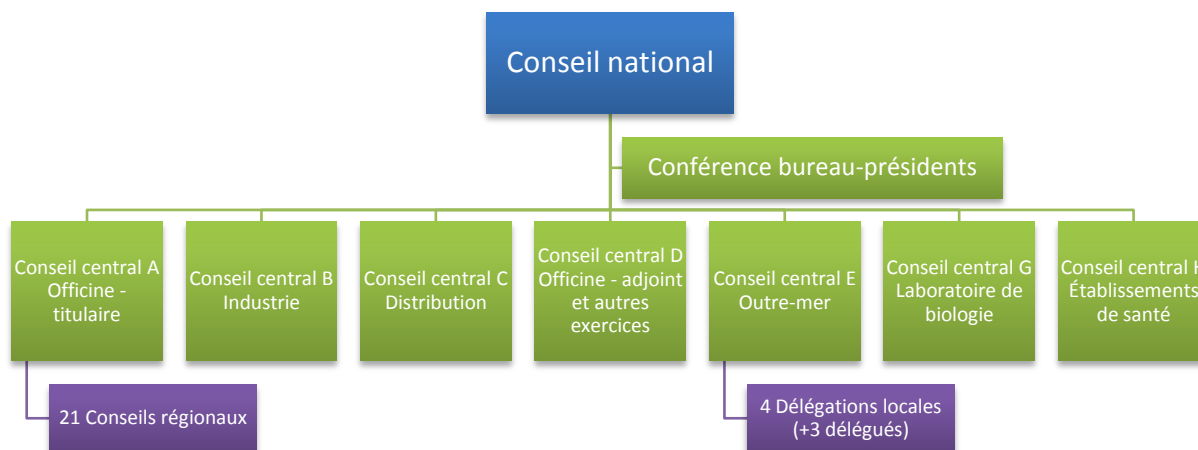 Conseil national
Conférence bureau-présidents
Conseil central A
Officine -
titulaire
Conseil central B
Industrie
Conseil central C
Distribution
Conseil central D
Officine - adjoint
et autres
exercices
Conseil central E
Outre-mer
Conseil central G
Laboratoire de
biologie
Conseil central H
Établissements
de santé
21 Conseils régionaux
4 Délégations locales
(+3 délégués)